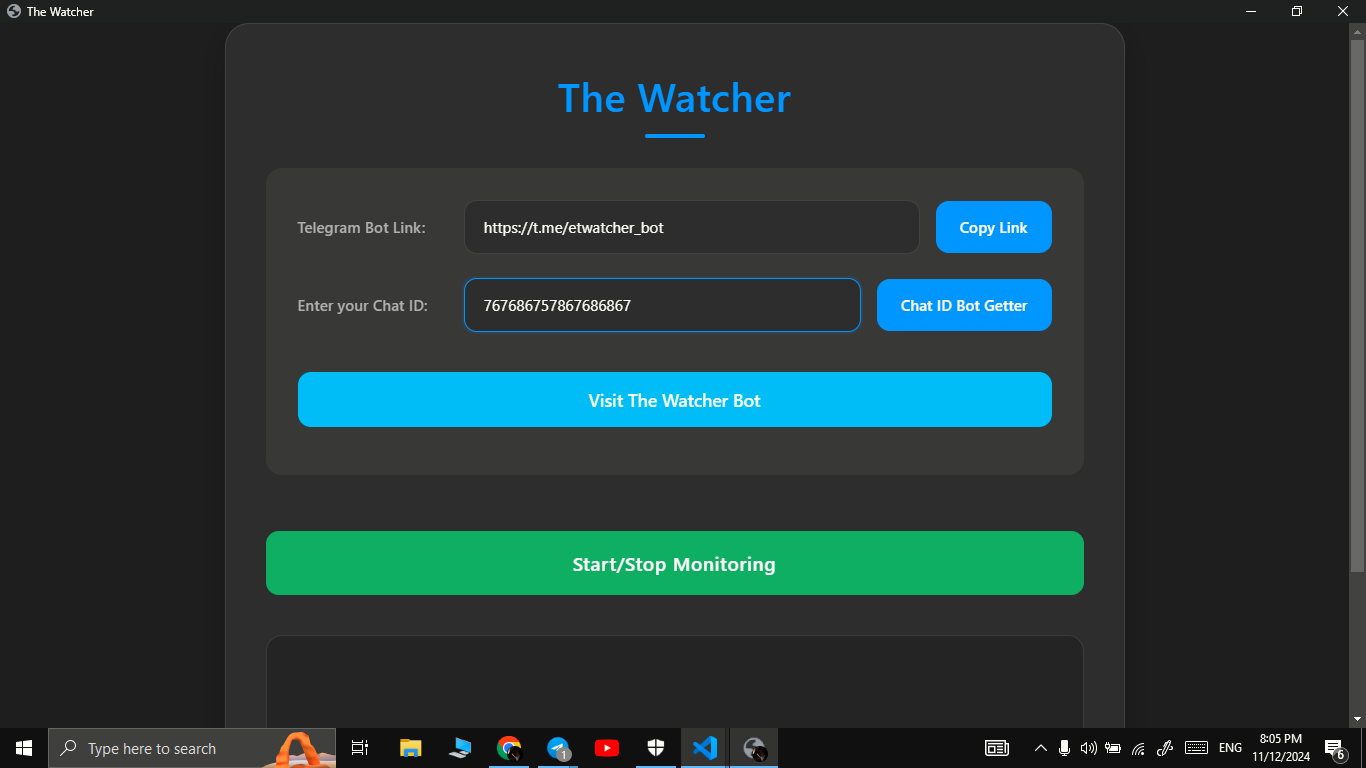 The Watcher
The Watcher
Telegram Bot Link:
https://t.me/etwatcher_bot
Copy Link
Enter your Chat ID:
767686757867686867
Chat ID Bot Getter
Visit The Watcher Bot
Start/Stop Monitoring
Type here to search
1
ENG
8:05 PM
11/12/2024
6